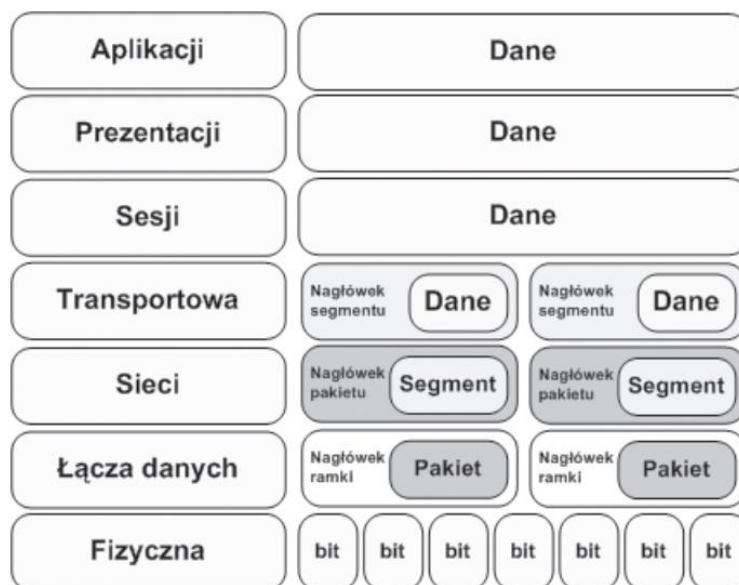 Aplikacji
Dane
Prezentacji
Dane
Sesji
Dane
Transportowa
Nagłówek
segmentu
Dane
Nagłówek
segmentu
Dane
Sieci
Nagłówek
pakietu
Segment
Nagłówek
pakietu
Segment
Łącza danych
Nagłówek
ramki
Pakiet
Nagłówek
ramki
Pakiet
Fizyczna
bit bit bit bit bit bit bit